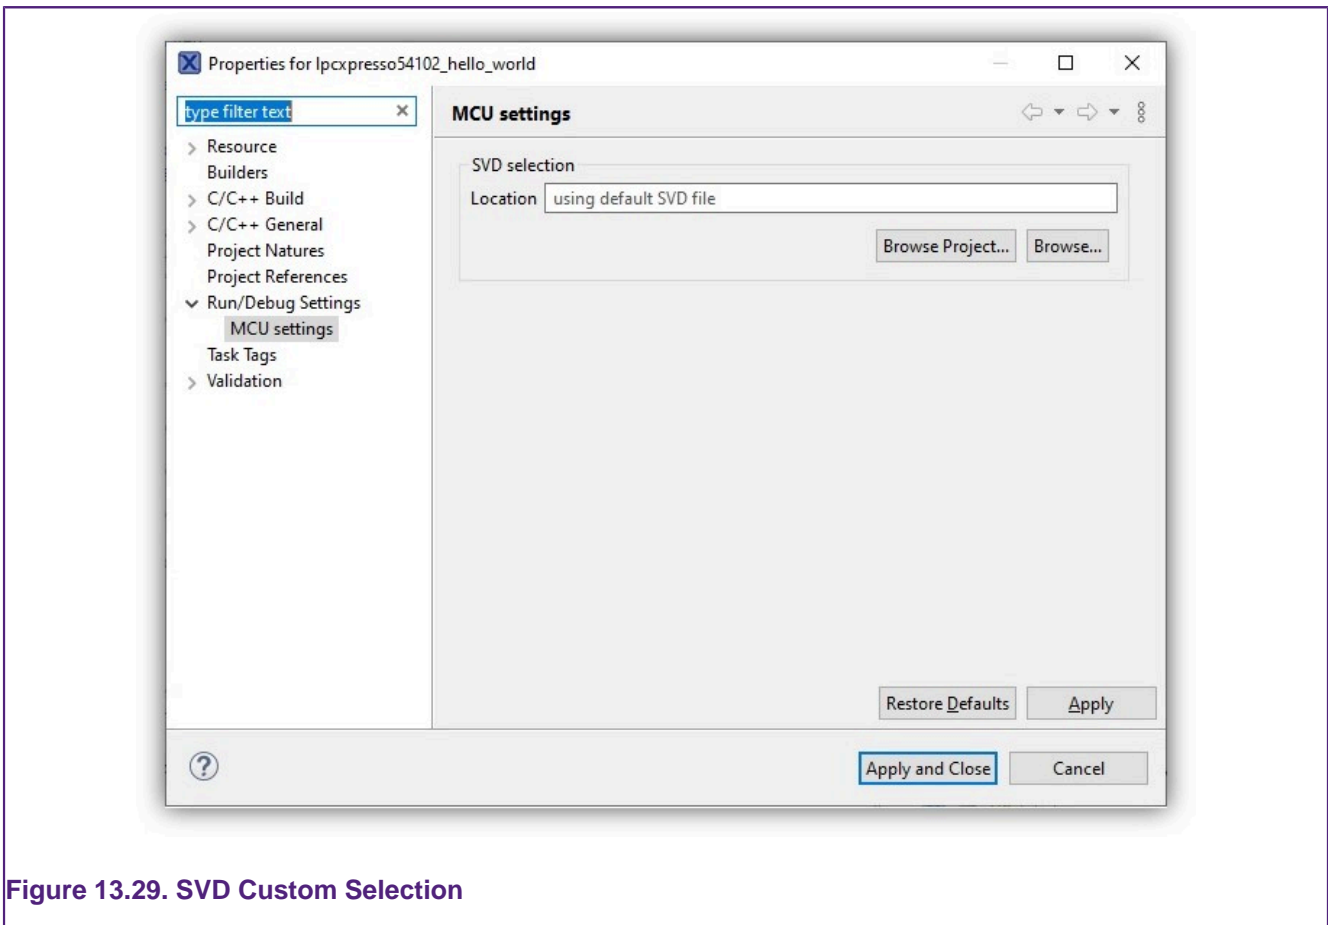 Properties for lpcxpresso54102_hello_world
type filter text
Resource
Builders
C/C++ Build
C/C++ General
Project Natures
Project References
Run/Debug Settings
MCU settings
Task Tags
Validation
MCU settings
SVD selection
Location using default SVD file
Browse Project... Browse...
Restore Defaults Apply
Apply and Close Cancel
Figure 13.29. SVD Custom Selection